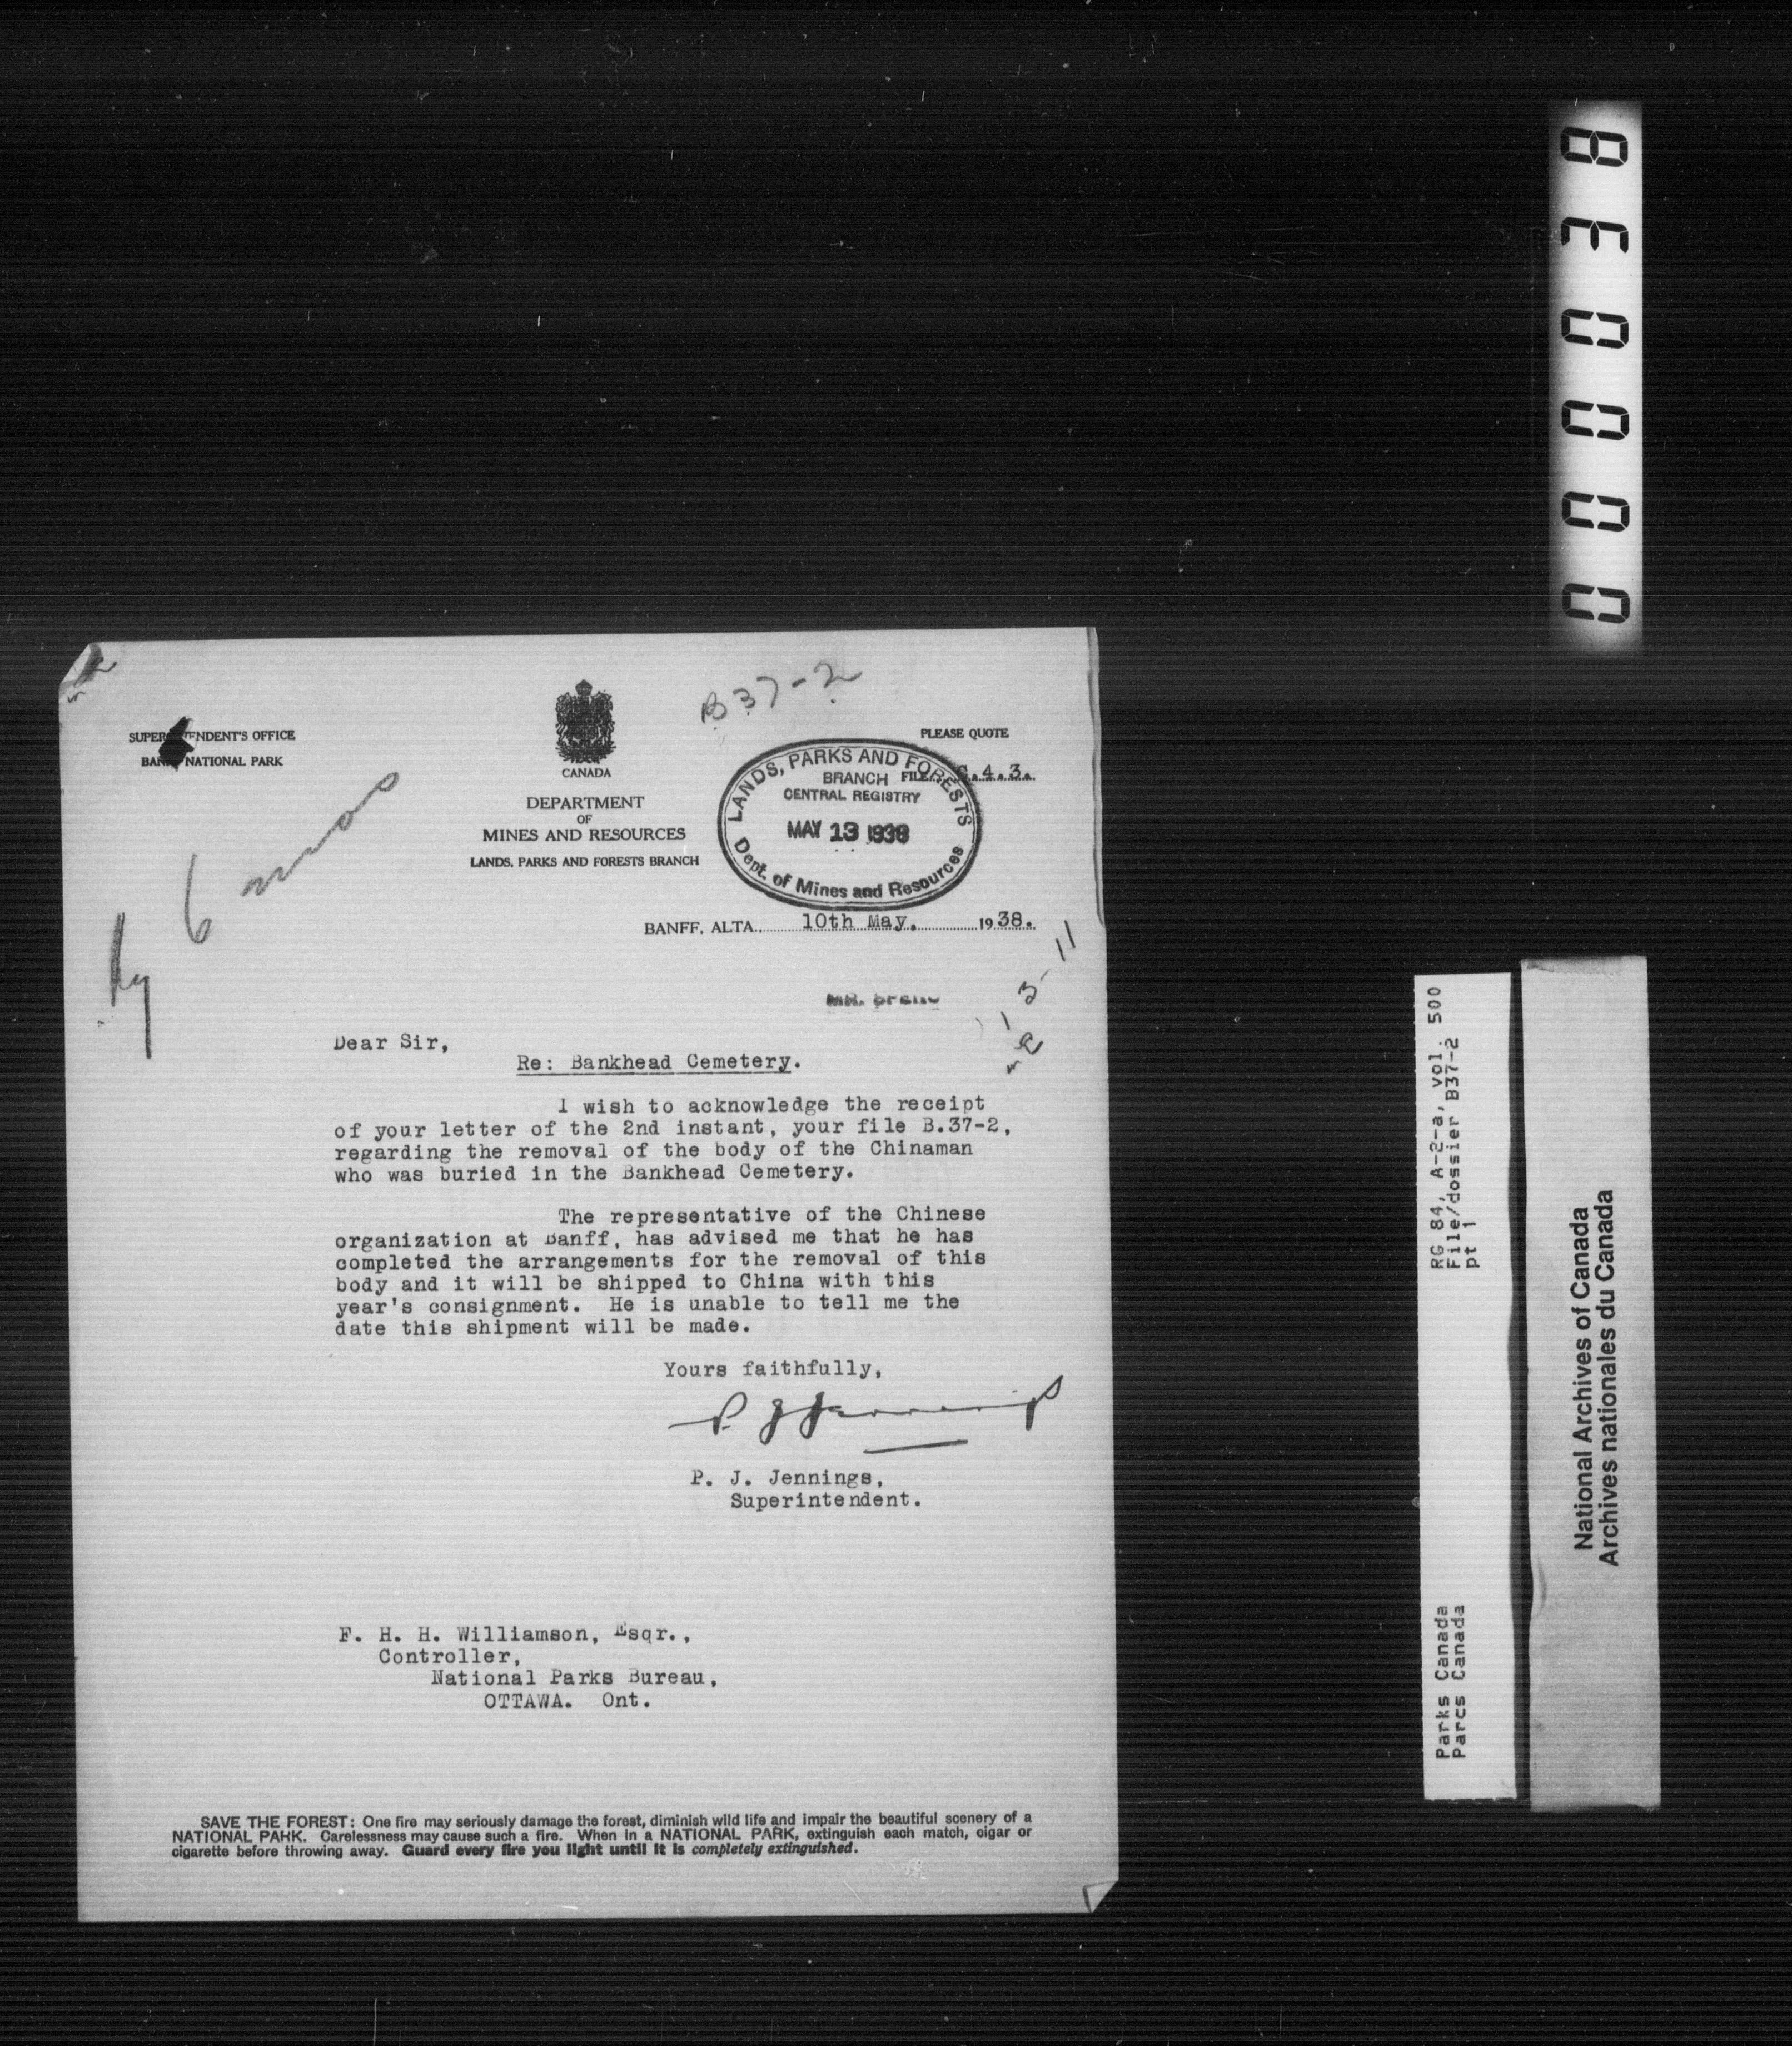 B37-2
SUPER   ENDENT'S OFFICE
BAN   NATIONAL PARK
CANADA
DEPARTMENT
OF
MINES AND RESOURCES
LANDS, PARKS AND FORESTS BRANCH
PLEASE QUOTE
FILE .4.3.
LANDS, PARKS AND FORESTS
BRANCH
CENTRAL REGISTRY
MAY 13 1938
Dept. of Mines and Resources
6 mos
BANFF, ALTA. 10th May. 1938.
MR.
Dear Sir,
Re: Bankhead Cemetery.
I wish to acknowledge the receipt
of your letter of the 2nd instant, your file B.37-2,
regarding the removal of the body of the Chinaman
who was buried in the Bankhead Cemetery.
The representative of the Chinese
organization at Banff, has advised me that he has
completed the arrangements for the removal of this
body and it will be shipped to China with this
year's consignment. He is unable to tell me the
date this shipment will be made.
Yours faithfully,
P. J. Jennings
P. J. Jennings,
Superintendent.
F. H. H. Williamson, Esqr.,
Controller,
National Parks Bureau,
OTTAWA. Ont.
SAVE THE FOREST: One fire may seriously damage the forest, diminish wild life and impair the beautiful scenery of a
NATIONAL PARK. Carelessness may cause such a fire. When in a NATIONAL PARK, extinguish each match, cigar or
cigarette before throwing away. Guard every fire you light until it is completely extinguished.
000038
RG 84, A-2-a, vol. 500
File/dossier B37-2
pt 1
Parks Canada
Parcs Canada
National Archives of Canada
Archives nationales du Canada